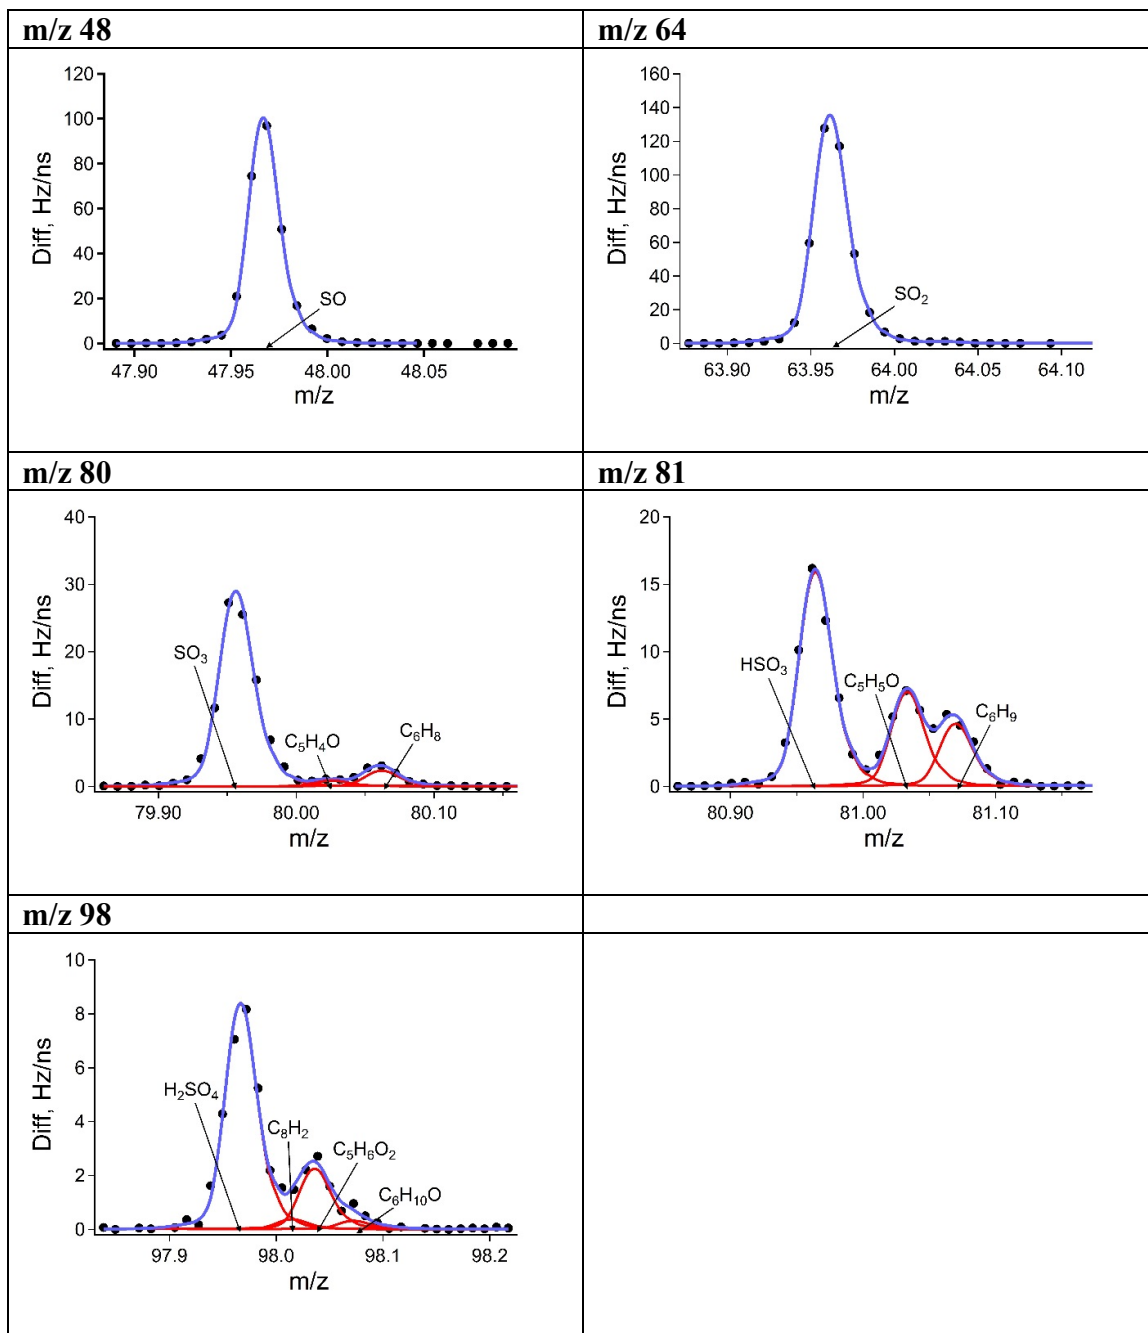 m/z 48
m/z 64
120
100
80
60
40
20
0
Diff, Hz/ns
SO
47.90
47.95
48.00
48.05
m/z
160
140
120
100
80
60
40
20
0
Diff, Hz/ns
SO₂
63.90
63.95
64.00
64.05
64.10
m/z
m/z 80
m/z 81
40
30
20
10
0
Diff, Hz/ns
SO₃
C₅H₄O
C₆H₈
79.90
80.00
80.10
m/z
20
15
10
5
0
Diff, Hz/ns
HSO₃
C₅H₅O
C₆H₉
80.90
81.00
81.10
m/z
m/z 98
10
8
6
4
2
0
Diff, Hz/ns
H₂SO₄
C₈H₂
C₅H₆O₂
C₆H₁₀O
97.9
98.0
98.1
98.2
m/z